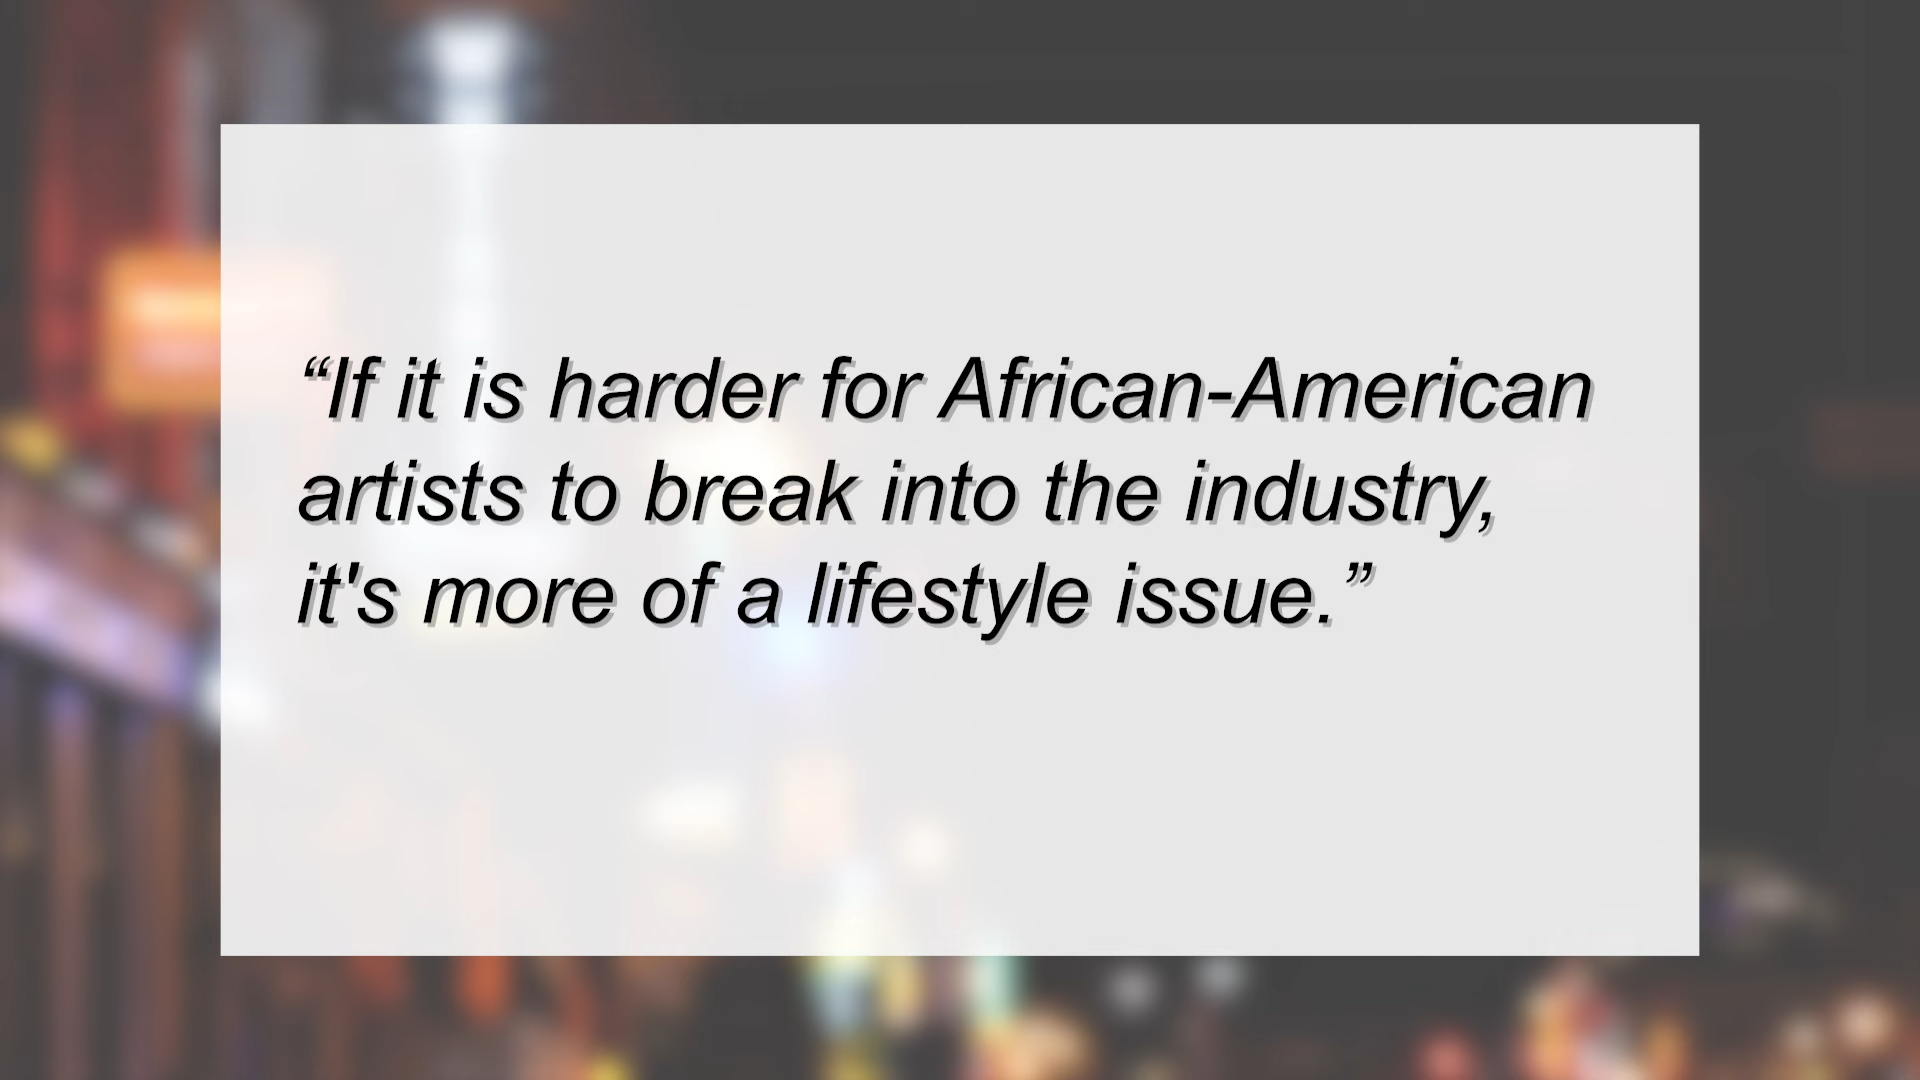 “If it is harder for African-American
artists to break into the industry,
it's more of a lifestyle issue.”